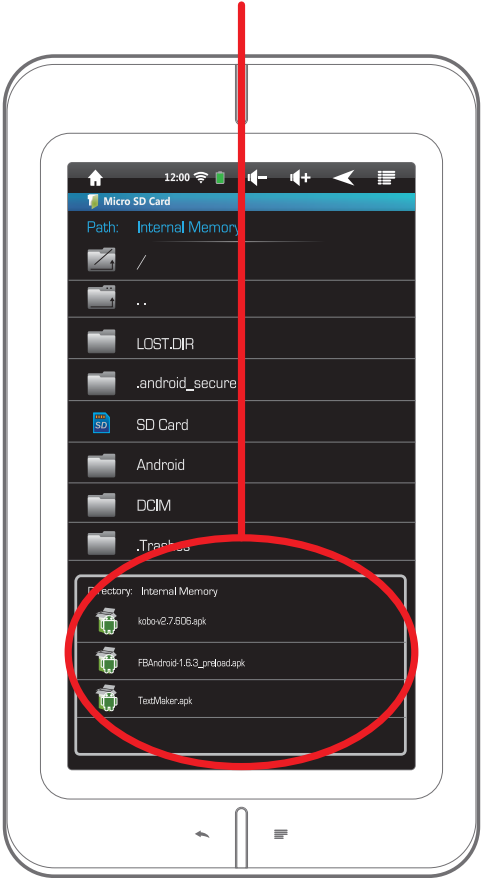 12:00
Micro SD Card
Path: Internal Memory
/
. .
LOST.DIR
.android_secure
SD
SD Card
Android
DCIM
.Trashes
Directory: Internal Memory
kobo-v2.7.606.apk
FBAndroid-1.6.3_preload.apk
TextMaker.apk